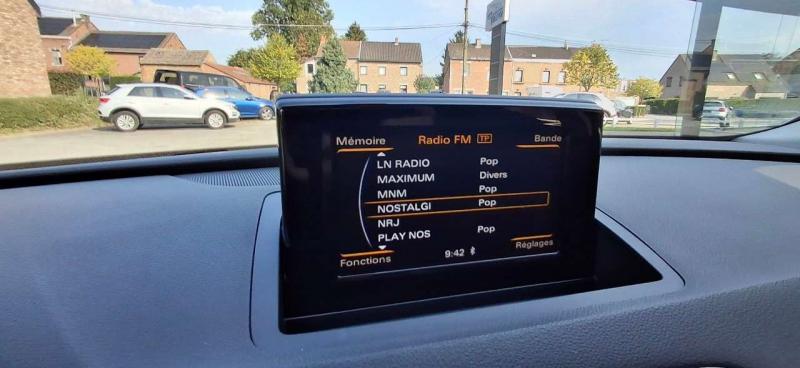 Mémoire Radio FM TP Bande
LN RADIO Pop
MAXIMUM Divers
MNM Pop
NOSTALGI Pop
NRJ
PLAY NOS Pop
Fonctions 9:42 Réglages